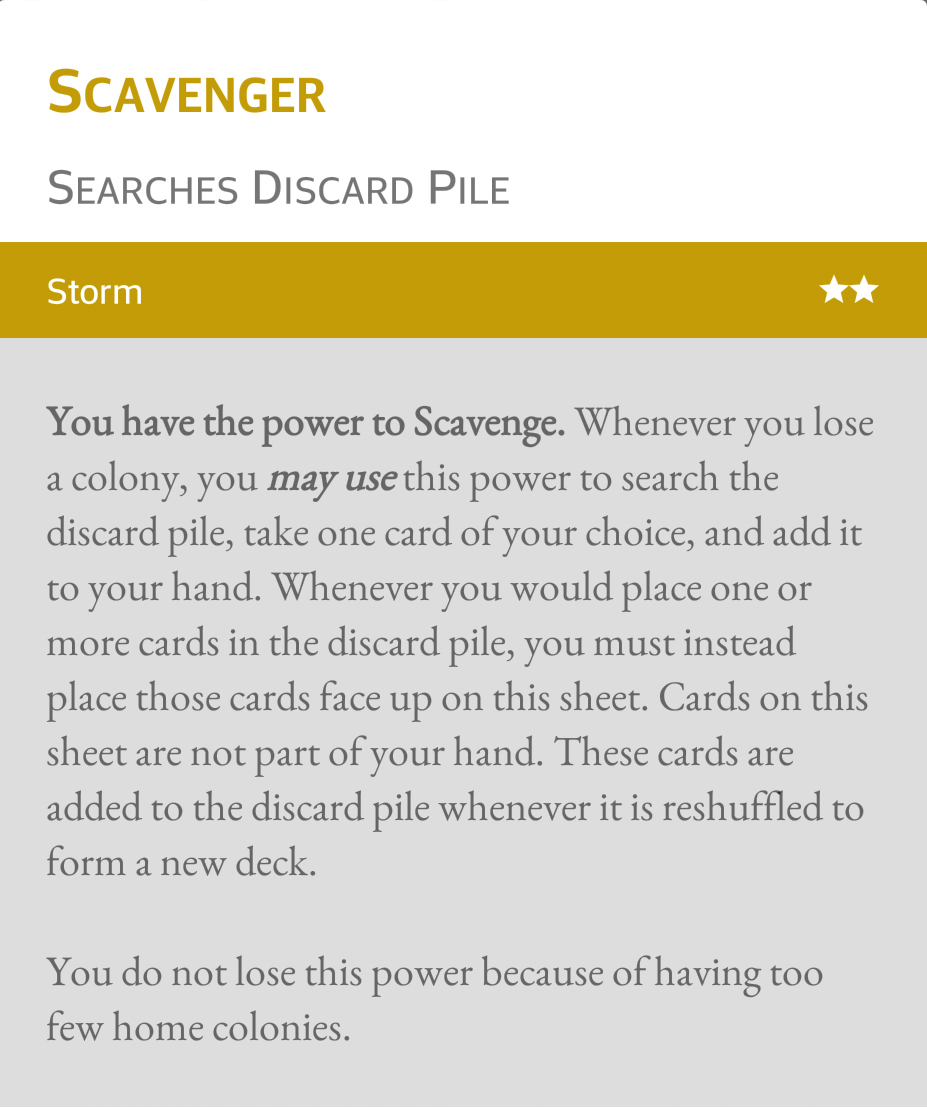 SCAVENGER
SEARCHES DISCARD PILE
Storm
You have the power to Scavenge. Whenever you lose
a colony, you may use this power to search the
discard pile, take one card of your choice, and add it
to your hand. Whenever you would place one or
more cards in the discard pile, you must instead
place those cards face up on this sheet. Cards on this
sheet are not part of your hand. These cards are
added to the discard pile whenever it is reshuffled to
form a new deck.
You do not lose this power because of having too
few home colonies.